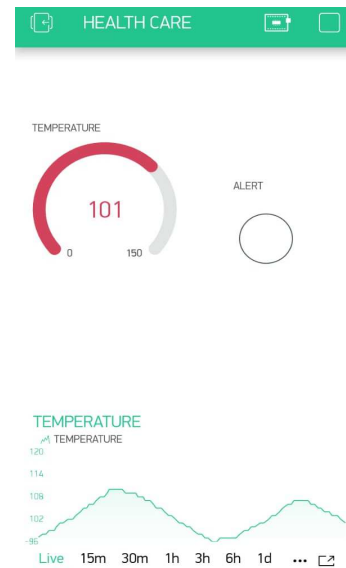 HEALTH CARE
TEMPERATURE
ALERT
101
0 150
TEMPERATURE
TEMPERATURE
120
114
108
102
-96
Live 15m 30m 1h 3h 6h 1d ...